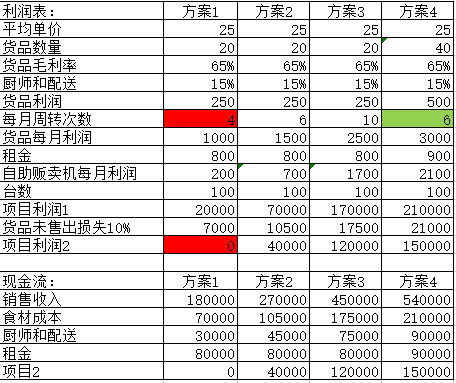 利润表： 方案1 方案2 方案3 方案4
平均单价 25 25 25 25
货品数量 20 20 20 40
货品毛利率 65% 65% 65% 65%
厨师和配送 15% 15% 15% 15%
货品利润 250 250 250 500
每月周转次数 4 6 10 6
货品每月利润 1000 1500 2500 3000
租金 800 800 800 900
自助贩卖机每月利润 200 700 1700 2100
台数 100 100 100 100
项目利润1 20000 70000 170000 210000
货品未售出损失10% 7000 10500 17500 21000
项目利润2 0 40000 120000 150000
现金流： 方案1 方案2 方案3 方案4
销售收入 180000 270000 450000 540000
食材成本 70000 105000 175000 210000
厨师和配送 30000 45000 75000 90000
租金 80000 80000 80000 90000
项目2 0 40000 120000 150000